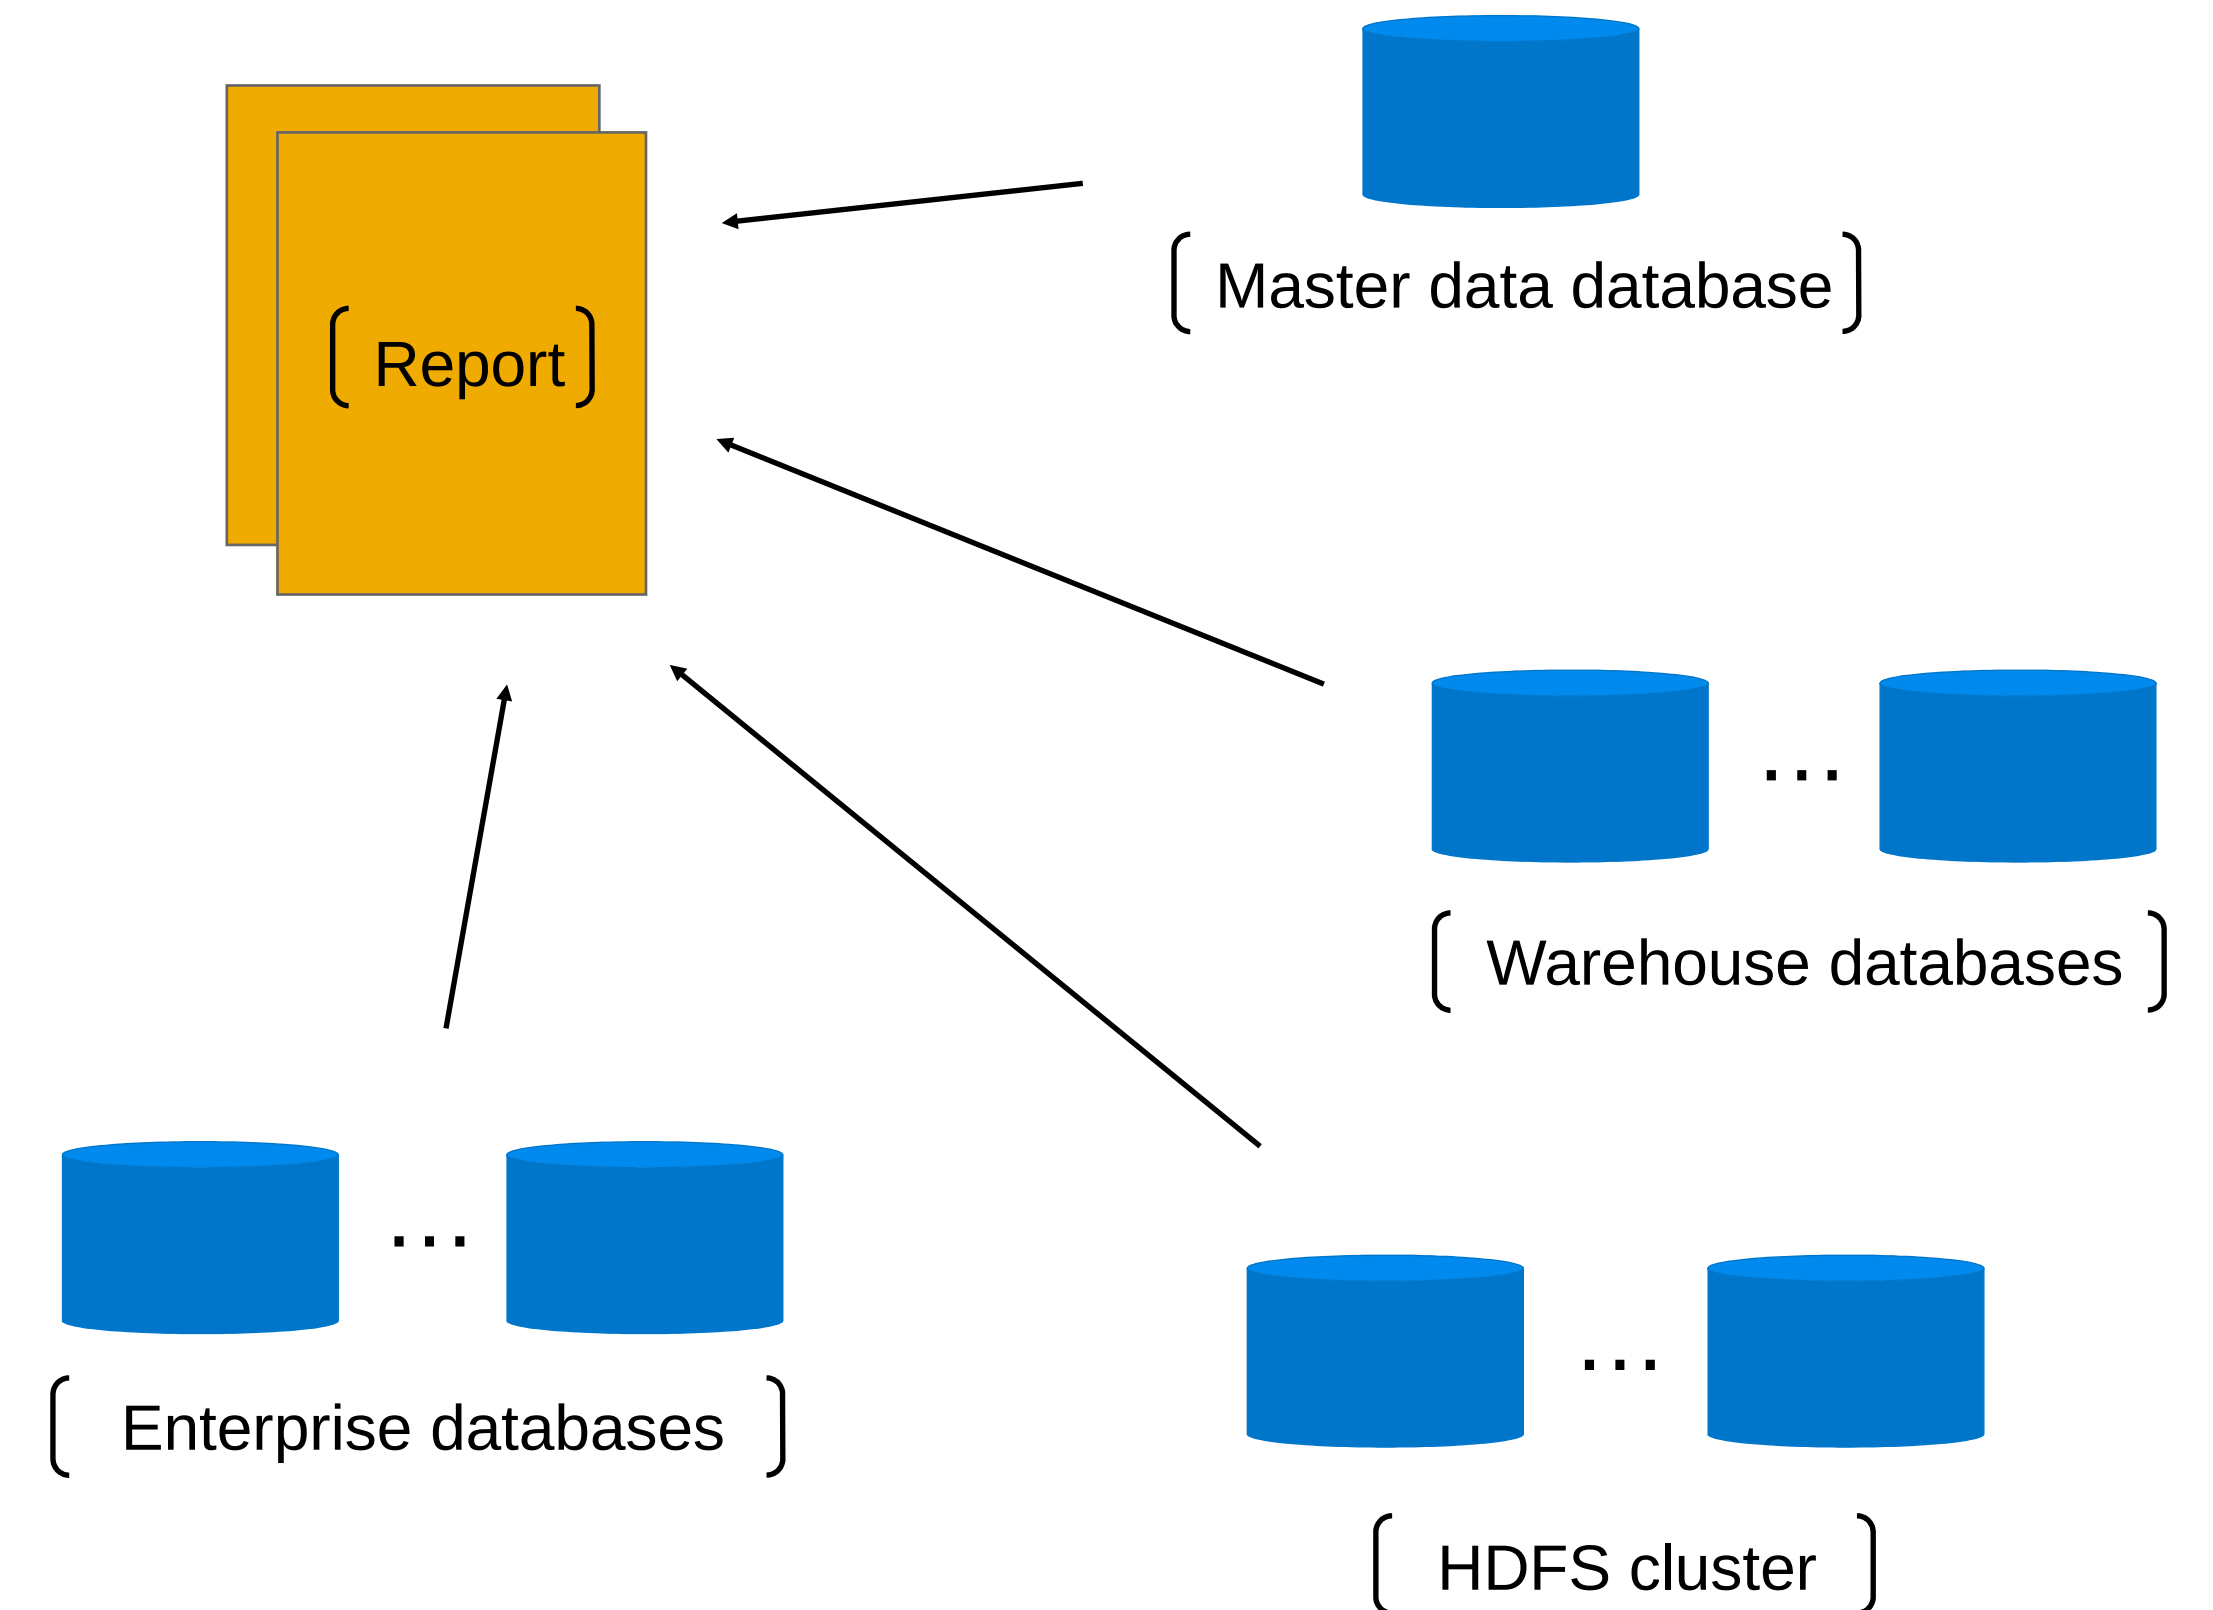 Master data database
Report
...
Warehouse databases
...
Enterprise databases
...
HDFS cluster